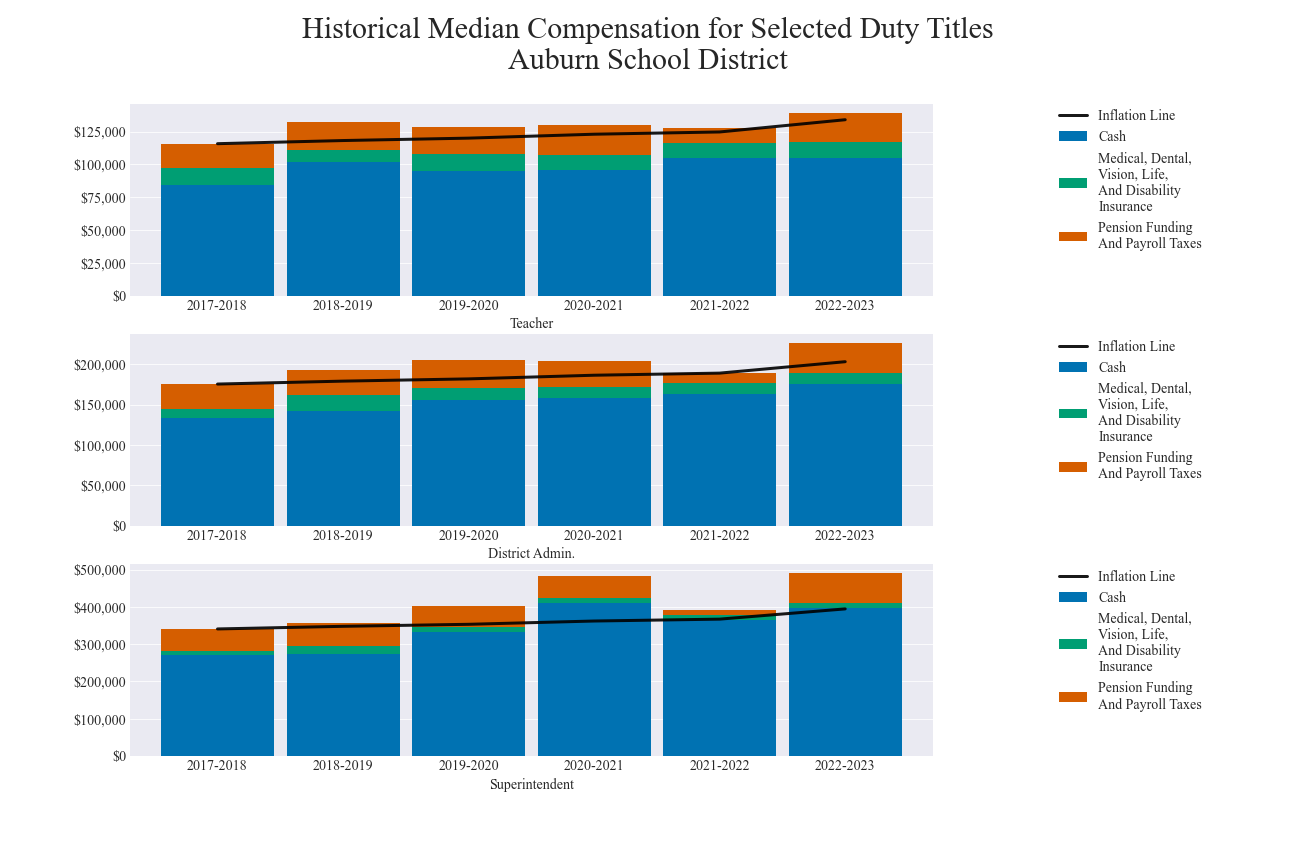 Historical Median Compensation for Selected Duty Titles
Auburn School District
$125,000
$100,000
$75,000
$50,000
$25,000
$0
2017-2018 2018-2019 2019-2020 2020-2021 2021-2022 2022-2023
Teacher
Inflation Line
Cash
Medical, Dental,
Vision, Life,
And Disability
Insurance
Pension Funding
And Payroll Taxes
$200,000
$150,000
$100,000
$50,000
$0
2017-2018 2018-2019 2019-2020 2020-2021 2021-2022 2022-2023
District Admin.
Inflation Line
Cash
Medical, Dental,
Vision, Life,
And Disability
Insurance
Pension Funding
And Payroll Taxes
$500,000
$400,000
$300,000
$200,000
$100,000
$0
2017-2018 2018-2019 2019-2020 2020-2021 2021-2022 2022-2023
Superintendent
Inflation Line
Cash
Medical, Dental,
Vision, Life,
And Disability
Insurance
Pension Funding
And Payroll Taxes